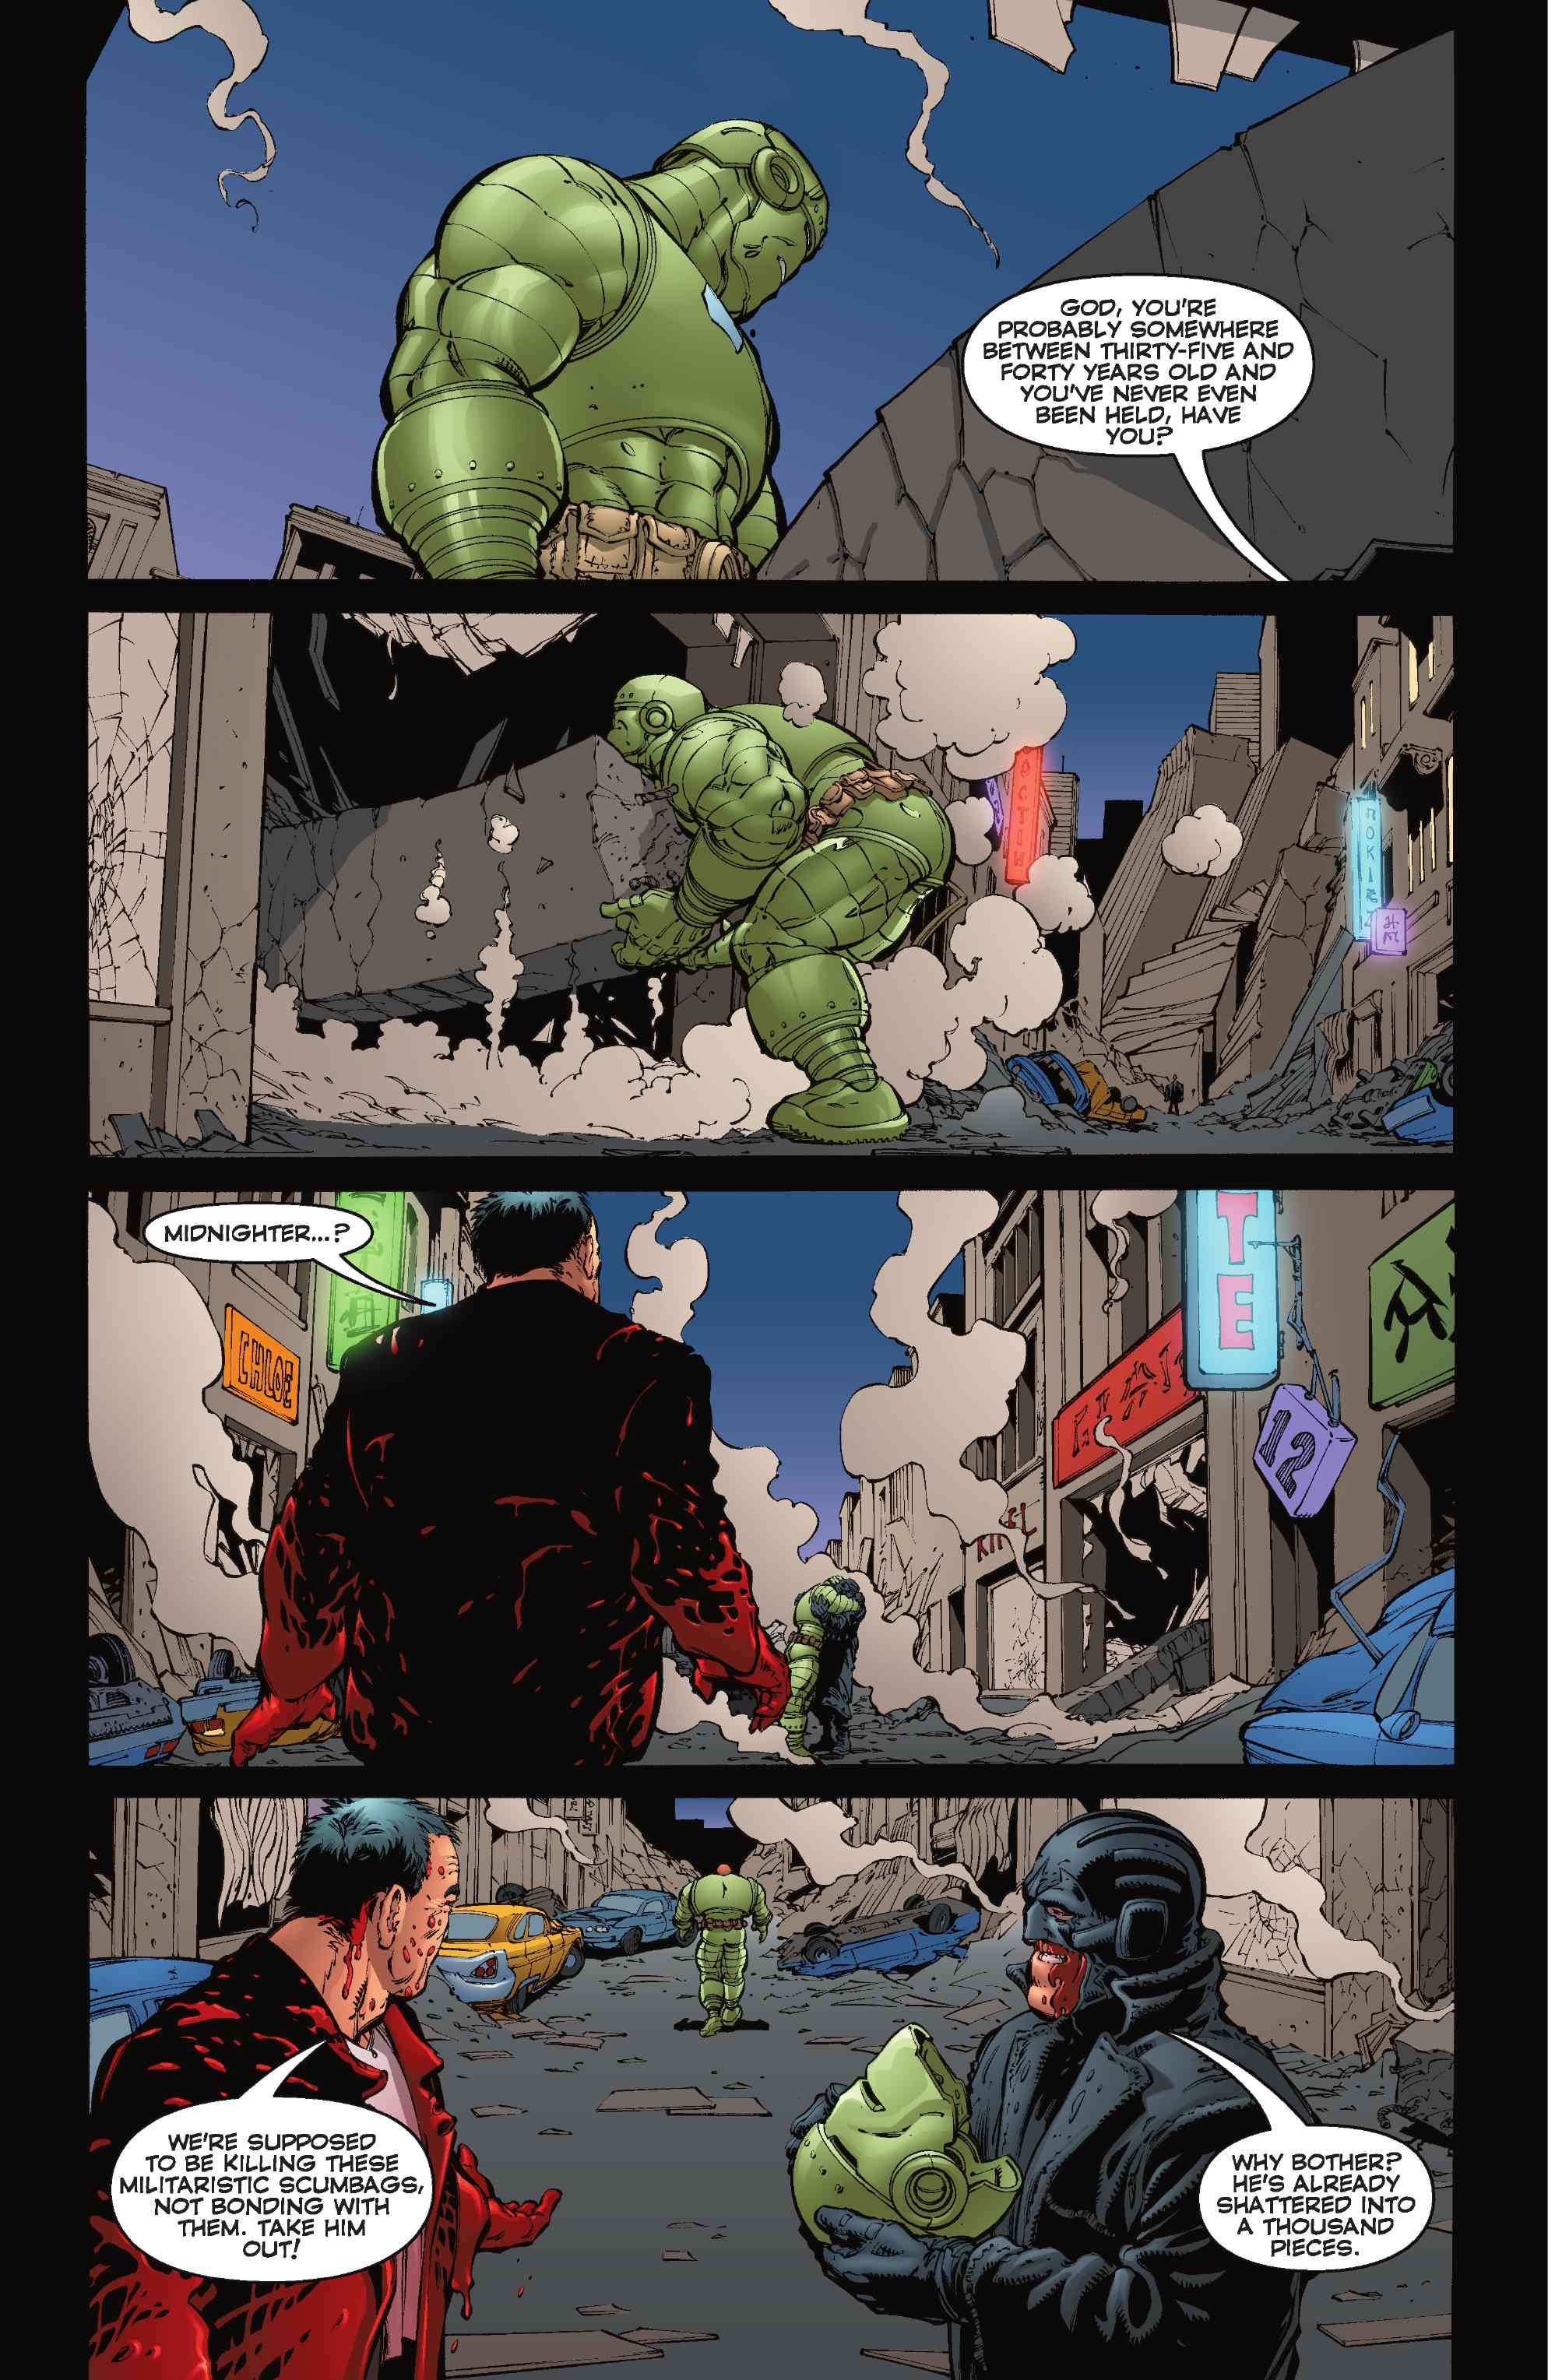 GOD, YOU'RE
PROBABLY SOMEWHERE
BETWEEN THIRTY-FIVE AND
FORTY YEARS OLD AND
YOU'VE NEVER EVEN
BEEN HELD, HAVE
YOU?
MIDNIGHTER...?
CHLOE
TE
12
WE'RE SUPPOSED
TO BE KILLING THESE
MILITARISTIC SCUMBAGS,
NOT BONDING WITH
THEM. TAKE HIM
OUT!
WHY BOTHER?
HE'S ALREADY
SHATTERED INTO
A THOUSAND
PIECES.